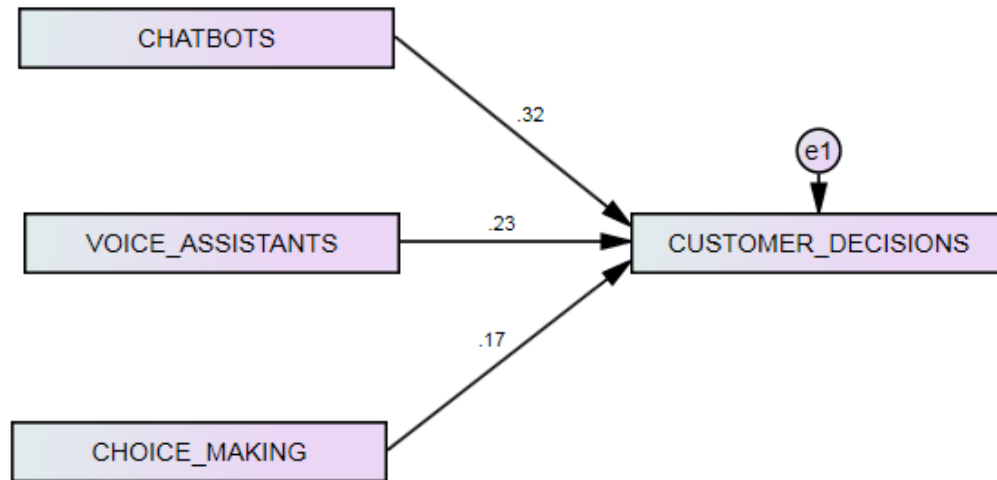 CHATBOTS
.32
e1
VOICE_ASSISTANTS
.23
CUSTOMER_DECISIONS
.17
CHOICE_MAKING